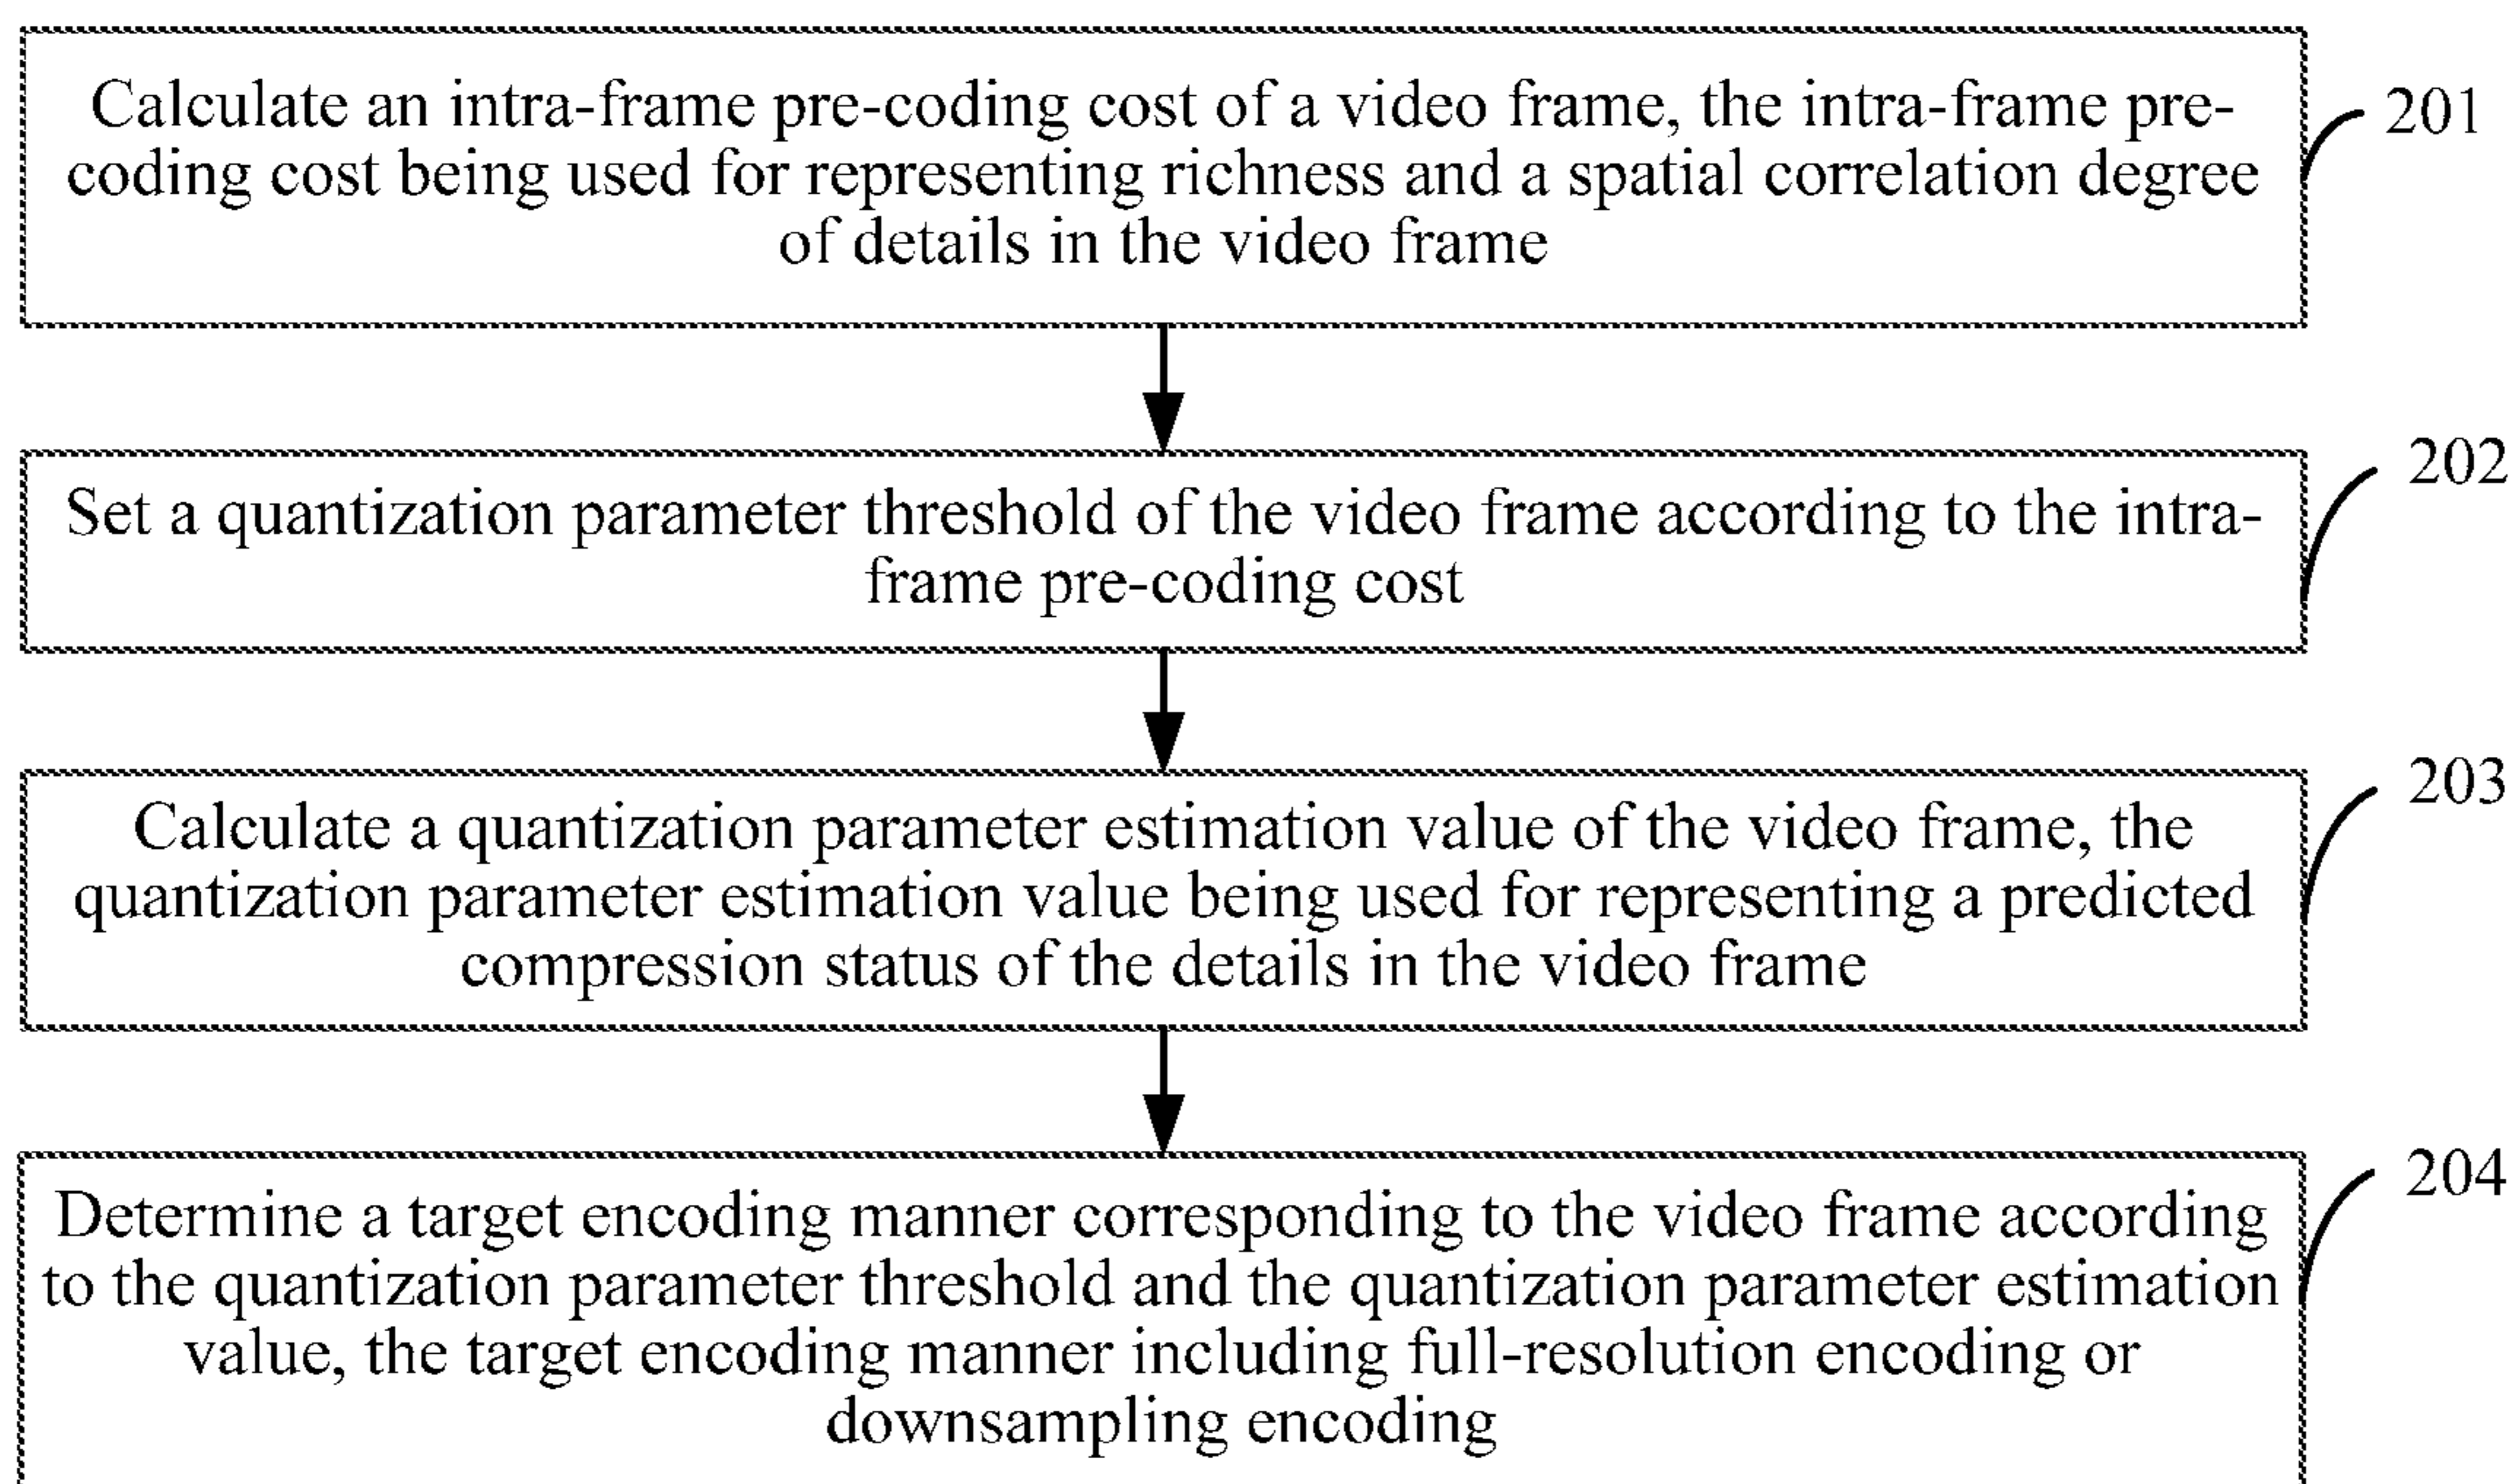 Calculate an intra-frame pre-coding cost of a video frame, the intra-frame pre-
coding cost being used for representing richness and a spatial correlation degree
of details in the video frame
201
Set a quantization parameter threshold of the video frame according to the intra-
frame pre-coding cost
202
Calculate a quantization parameter estimation value of the video frame, the
quantization parameter estimation value being used for representing a predicted
compression status of the details in the video frame
203
Determine a target encoding manner corresponding to the video frame according
to the quantization parameter threshold and the quantization parameter estimation
value, the target encoding manner including full-resolution encoding or
downsampling encoding
204